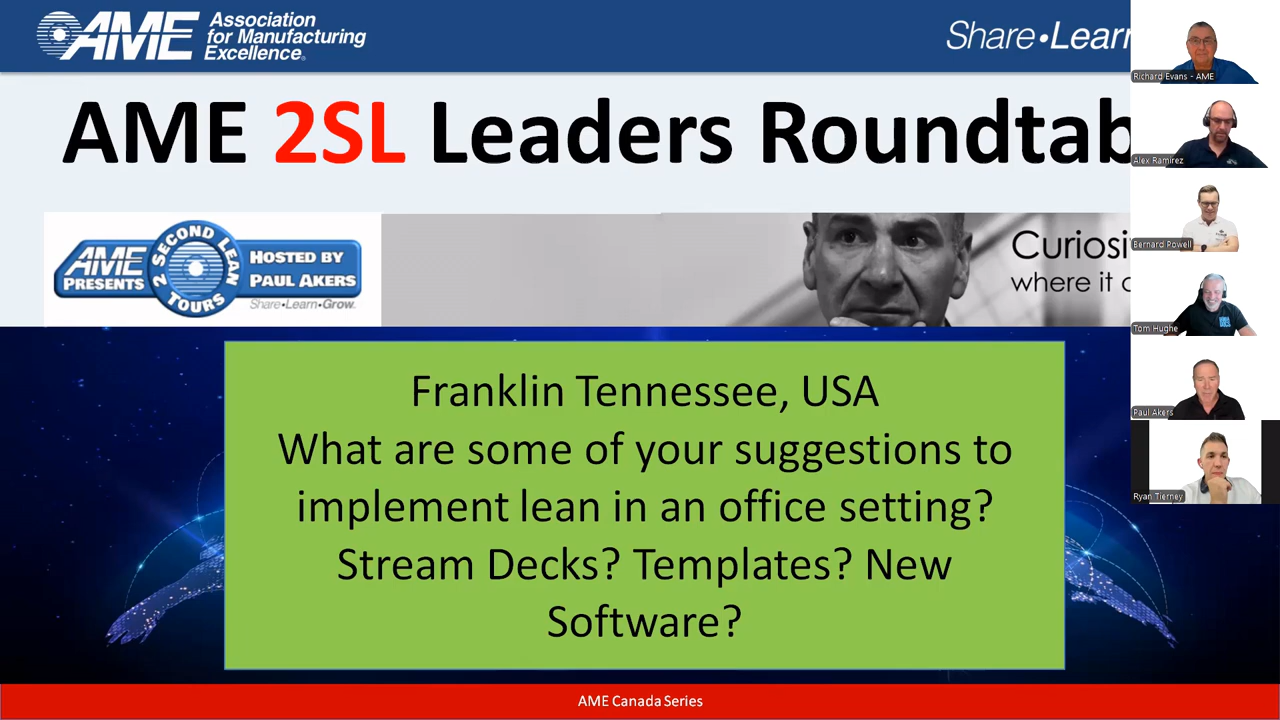 AME Association
for Manufacturing
Excellence®
Share•Lear
AME 2SL Leaders Roundtab
AME
PRESENTS
2 SECOND LEAN
TOURS
HOSTED BY
PAUL AKERS
Share•Learn•Grow.
Curiosi
where it
Franklin Tennessee, USA
What are some of your suggestions to
implement lean in an office setting?
Stream Decks? Templates? New
Software?
AME Canada Series
Richard Evans - AME
Alex Ramirez
Bernard Powell
Tom Hughe
Paul Akers
Ryan Tierney